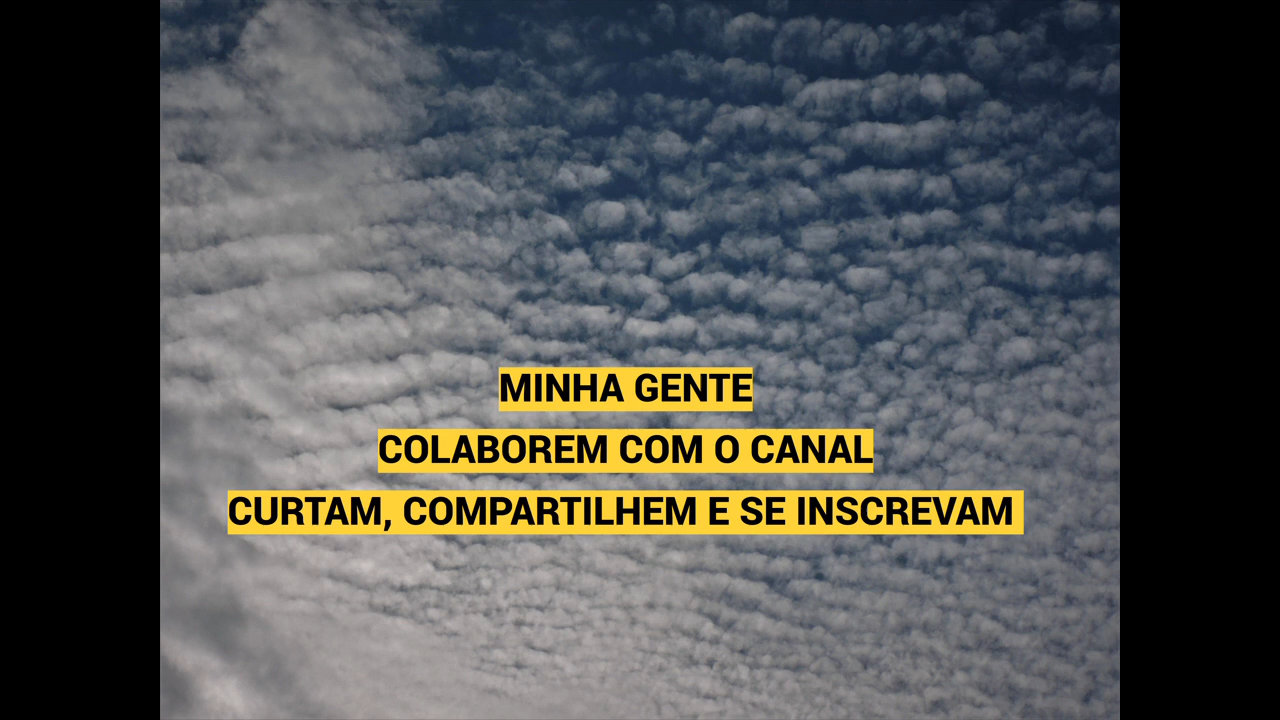 MINHA GENTE
COLABOREM COM O CANAL
CURTAM, COMPARTILHEM E SE INSCREVAM